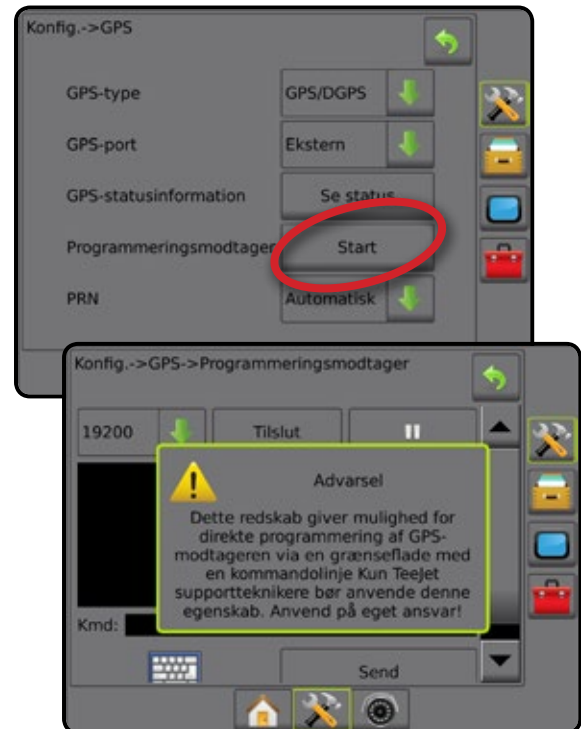 Konfig.->GPS
GPS-type
GPS/DGPS
GPS-port
Ekstern
GPS-statusinformation
Se status
Programmeringsmodtager
Start
PRN
Automatisk
Konfig.->GPS->Programmeringsmodtager
19200
Tilslut
Advarsel
Dette redskab giver mulighed for
direkte programmering af GPS-
modtageren via en grænseflade med
en kommandolinje Kun TeeJet
supportteknikere bør anvende denne
egenskab. Anvend på eget ansvar!
Kmd:
Send